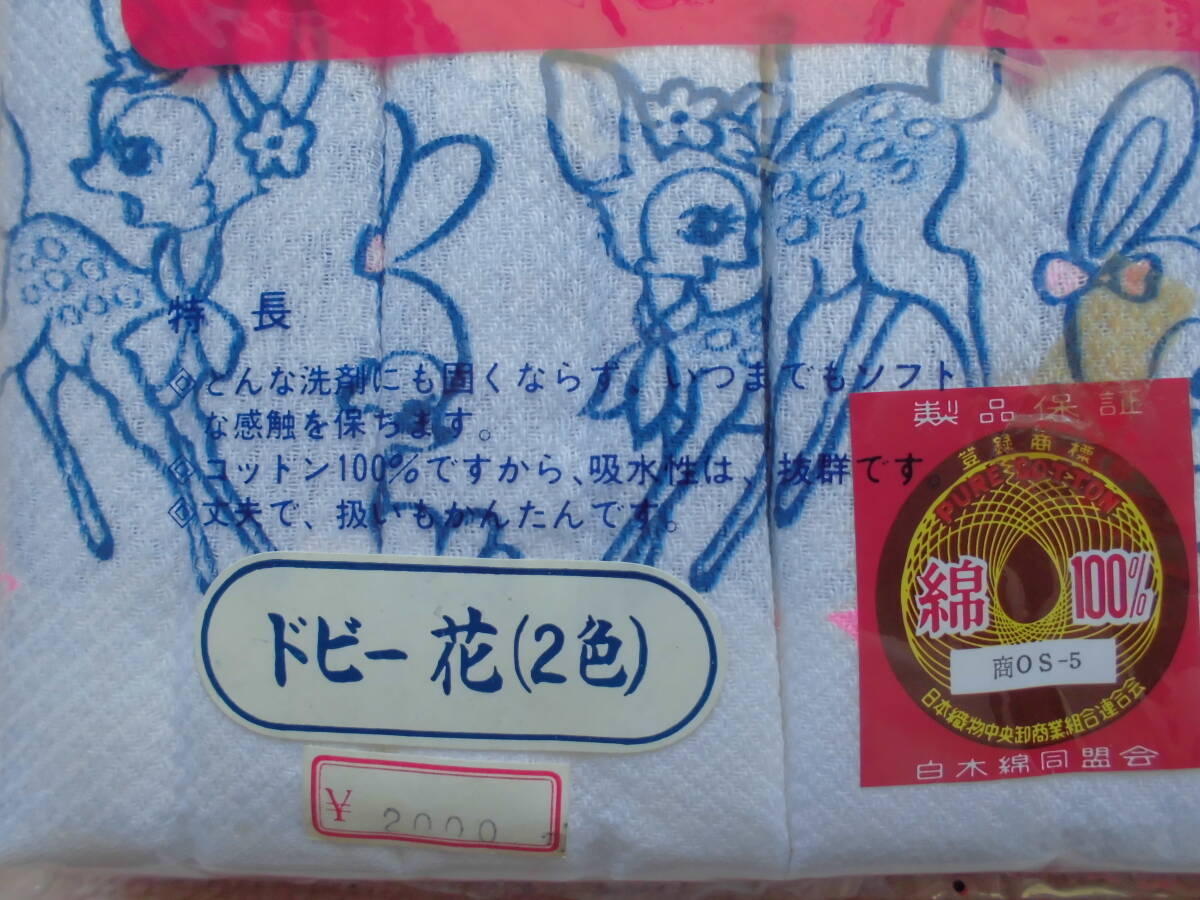 特長
◎どんな洗剤にも固くならず、いつまでもソフト
な感触を保ちます。
◎コットン100%ですから、吸水性は、抜群です。
◎丈夫で、扱いもかんたんです。
ドビー花(2色)
¥2000
製品保証
登録商標
PURE COTTON
綿 100%
商OS-5
日本織物中央卸商業組合連合会
白木綿同盟会